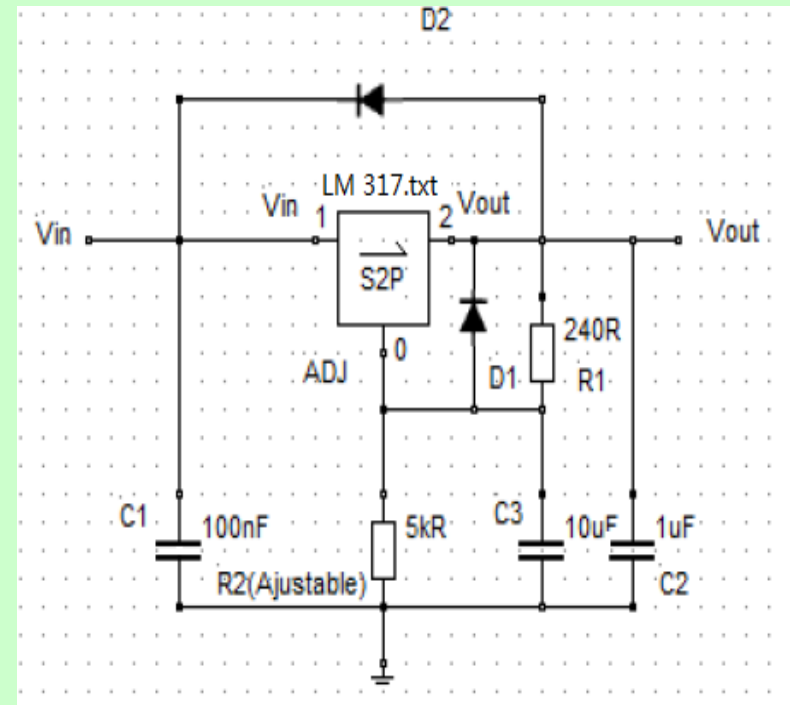 D2
LM 317.txt
Vin 1 2 Vout
Vin Vout
S2P
0
ADJ
D1
240R
R1
C1
100nF
5kR
C3
10uF
1uF
R2(Ajustable)
C2